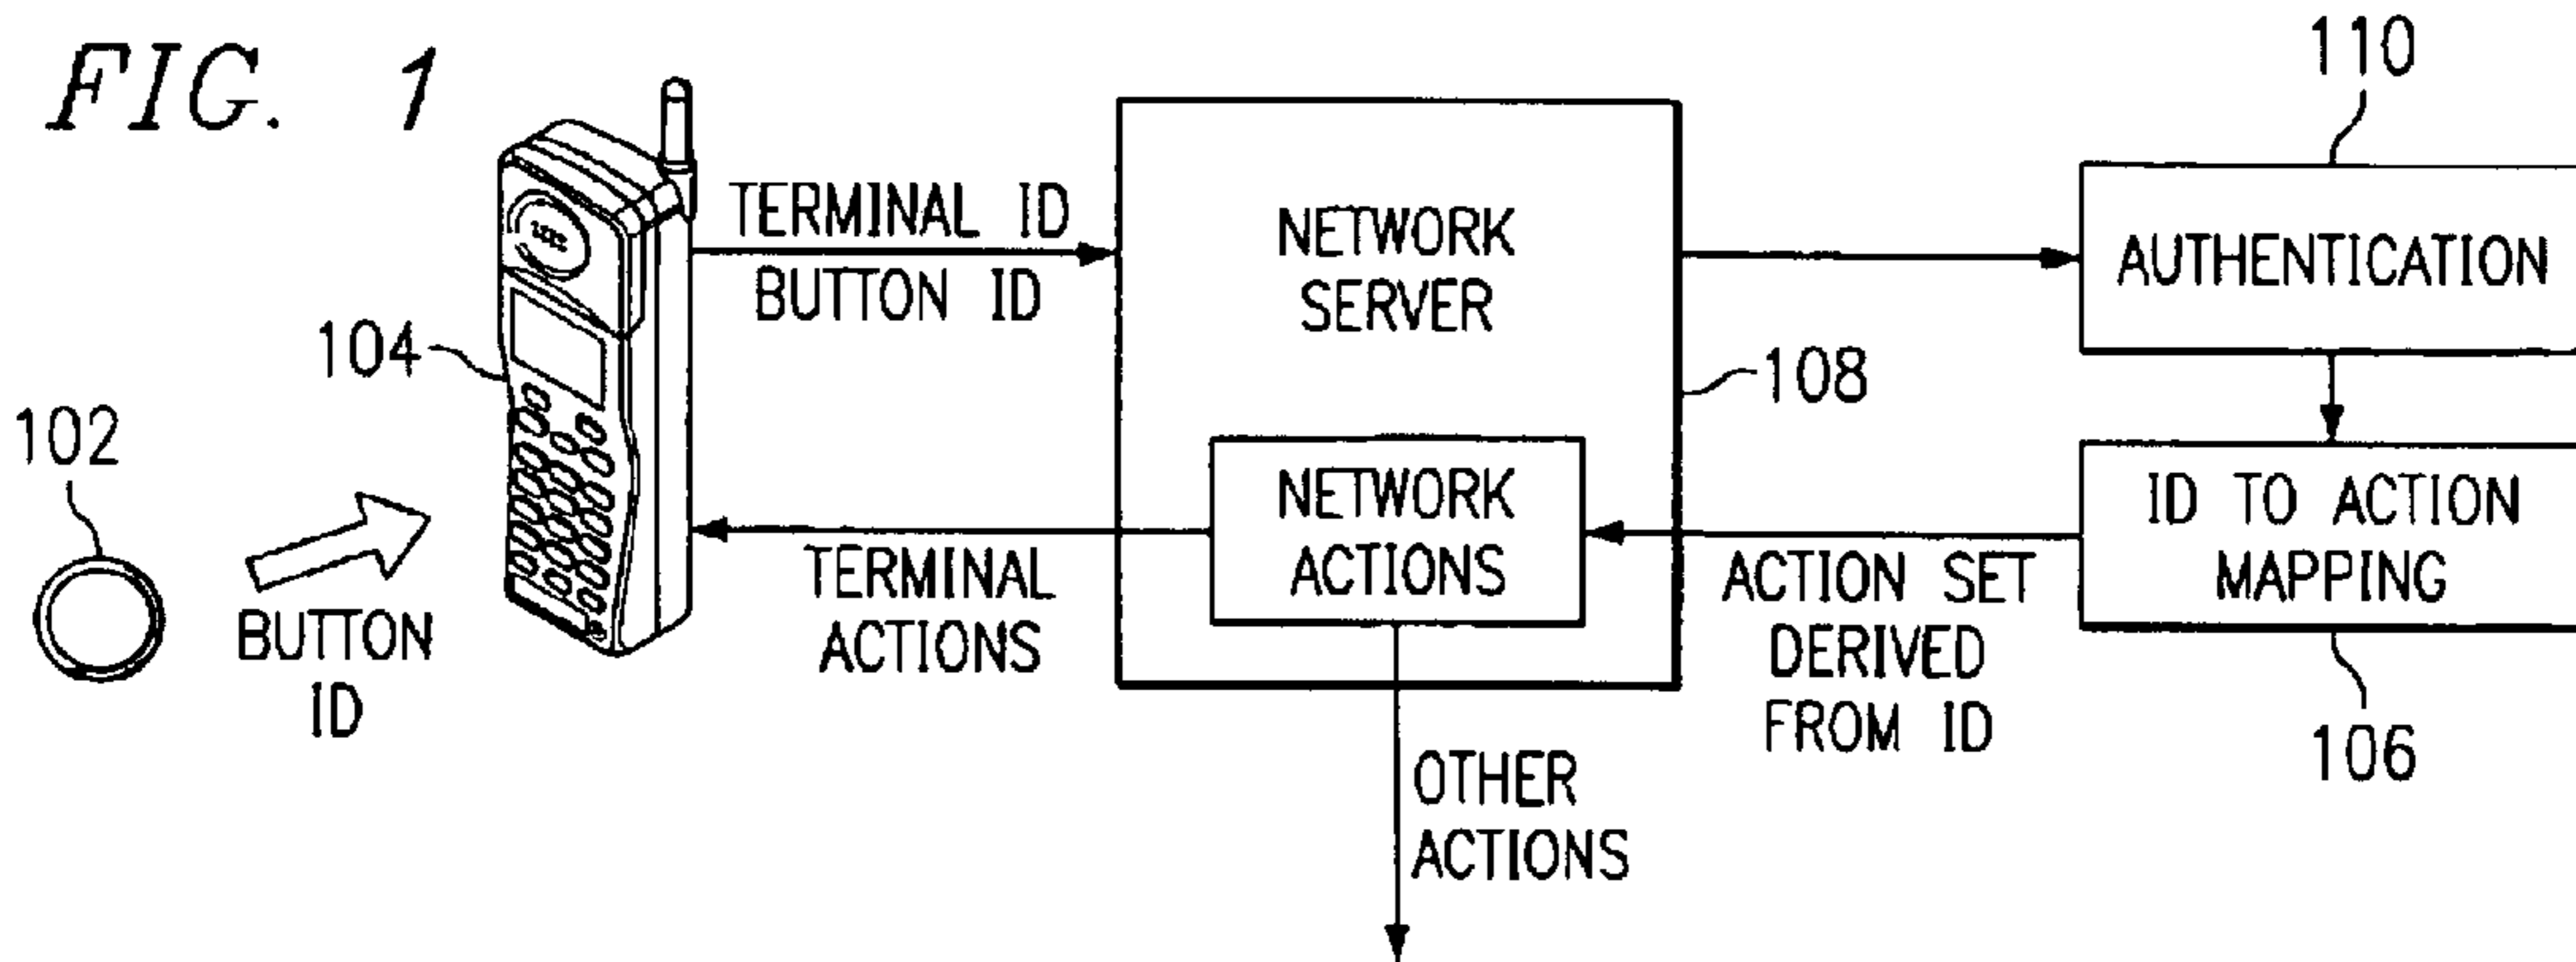 FIG. 1
110
TERMINAL ID
BUTTON ID
NETWORK
SERVER
AUTHENTICATION
104
108
102
NETWORK
ACTIONS
ID TO ACTION
MAPPING
BUTTON
ID
TERMINAL
ACTIONS
ACTION SET
DERIVED
FROM ID
106
OTHER
ACTIONS